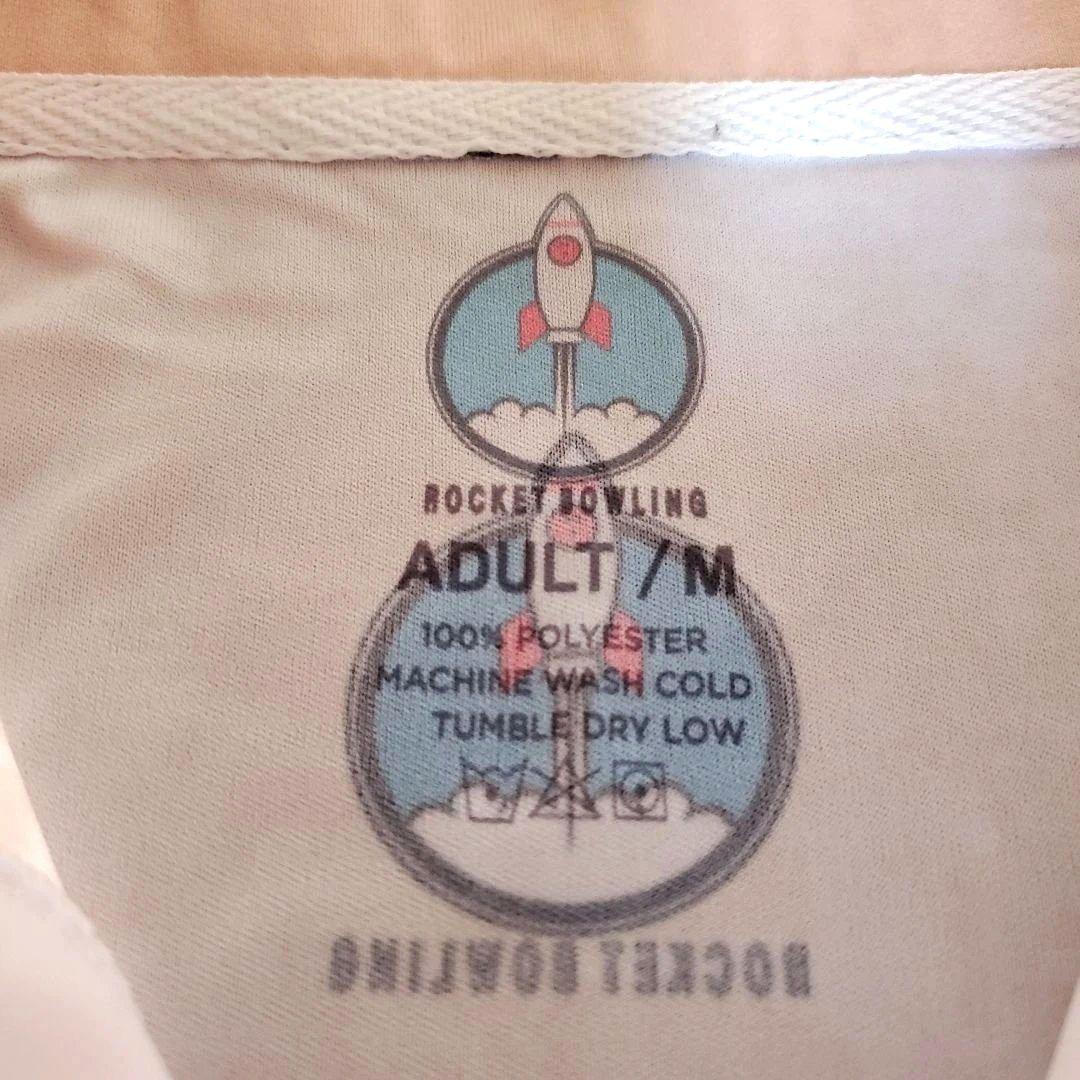 ROCKET BOWLING
ADULT / M
100% POLYESTER
MACHINE WASH COLD
TUMBLE DRY LOW
ROCKET BOWLING